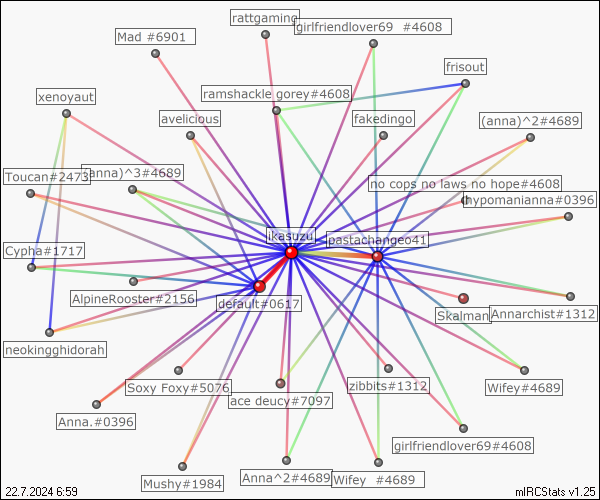 rattgaming
girlfriendlover69 #4608
Mad #6901
frisout
xenoyaut
ramshackle gorey#4608
avelicious
fakedingo
(anna)^2#4689
Toucan#2473
(anna)^3#4689
no cops no laws no hope#4608
hypomanianna#0396
ikasuzu
pastachangeo41
Cypha#1717
AlpineRooster#2156
default#0617
Skalman
Annarchist#1312
neokingghidorah
Soxy Foxy#5076
zibbits#1312
Wifey#4689
ace deucy#7097
Anna.#0396
girlfriendlover69#4608
Mushy#1984
Anna^2#4689
Wifey #4689
22.7.2024 6:59
mIRCStats v1.25